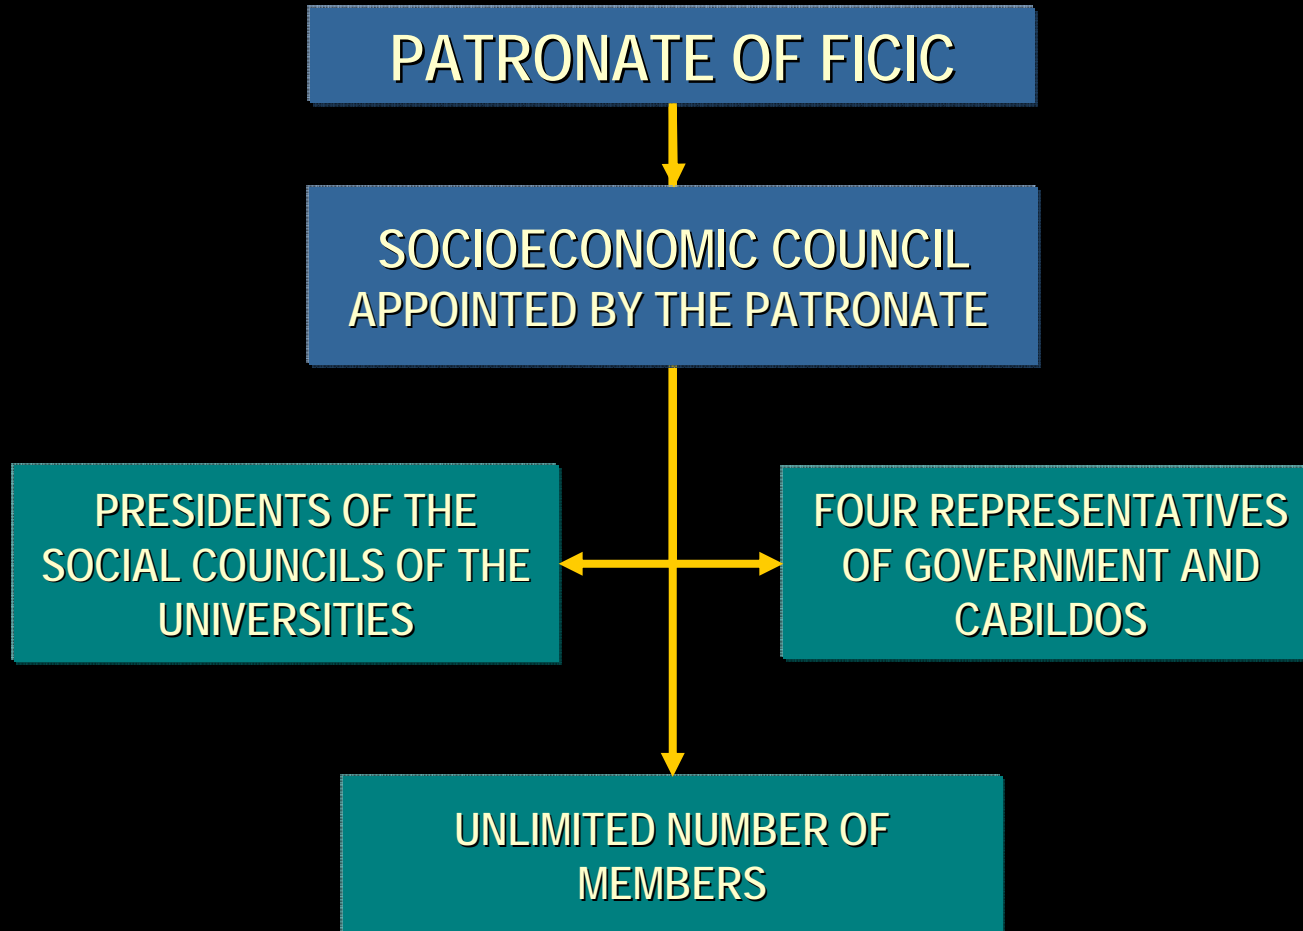 PATRONATE OF FICIC
SOCIOECONOMIC COUNCIL
APPOINTED BY THE PATRONATE
PRESIDENTS OF THE
SOCIAL COUNCILS OF THE
UNIVERSITIES
FOUR REPRESENTATIVES
OF GOVERNMENT AND
CABILDOS
UNLIMITED NUMBER OF
MEMBERS